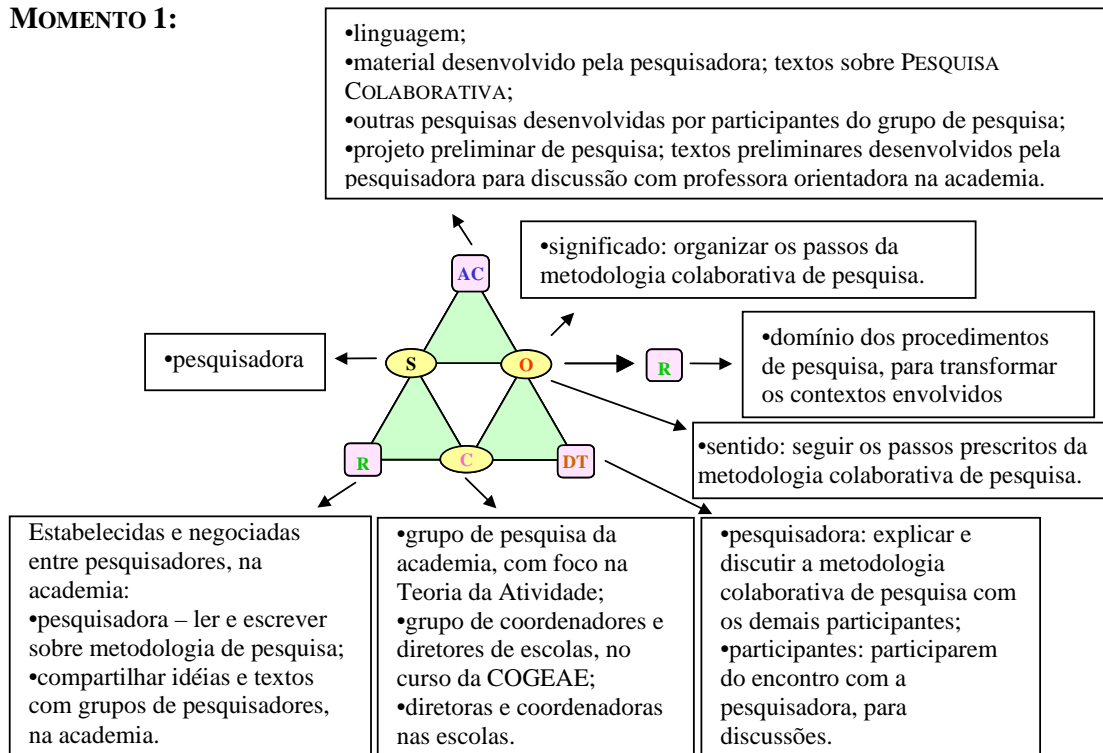 MOMENTO 1:
•linguagem;
•material desenvolvido pela pesquisadora; textos sobre PESQUISA
COLABORATIVA;
•outras pesquisas desenvolvidas por participantes do grupo de pesquisa;
•projeto preliminar de pesquisa; textos preliminares desenvolvidos pela
pesquisadora para discussão com professora orientadora na academia.
•significado: organizar os passos da
metodologia colaborativa de pesquisa.
AC
•pesquisadora
S
O
R
•domínio dos procedimentos
de pesquisa, para transformar
os contextos envolvidos
•sentido: seguir os passos prescritos da
metodologia colaborativa de pesquisa.
R
C
DT
Estabelecidas e negociadas
entre pesquisadores, na
academia:
•pesquisadora – ler e escrever
sobre metodologia de pesquisa;
•compartilhar idéias e textos
com grupos de pesquisadores,
na academia.
•grupo de pesquisa da
academia, com foco na
Teoria da Atividade;
•grupo de coordenadores e
diretores de escolas, no
curso da COGEAE;
•diretoras e coordenadoras
nas escolas.
•pesquisadora: explicar e
discutir a metodologia
colaborativa de pesquisa com
os demais participantes;
•participantes: participarem
do encontro com a
pesquisadora, para
discussões.